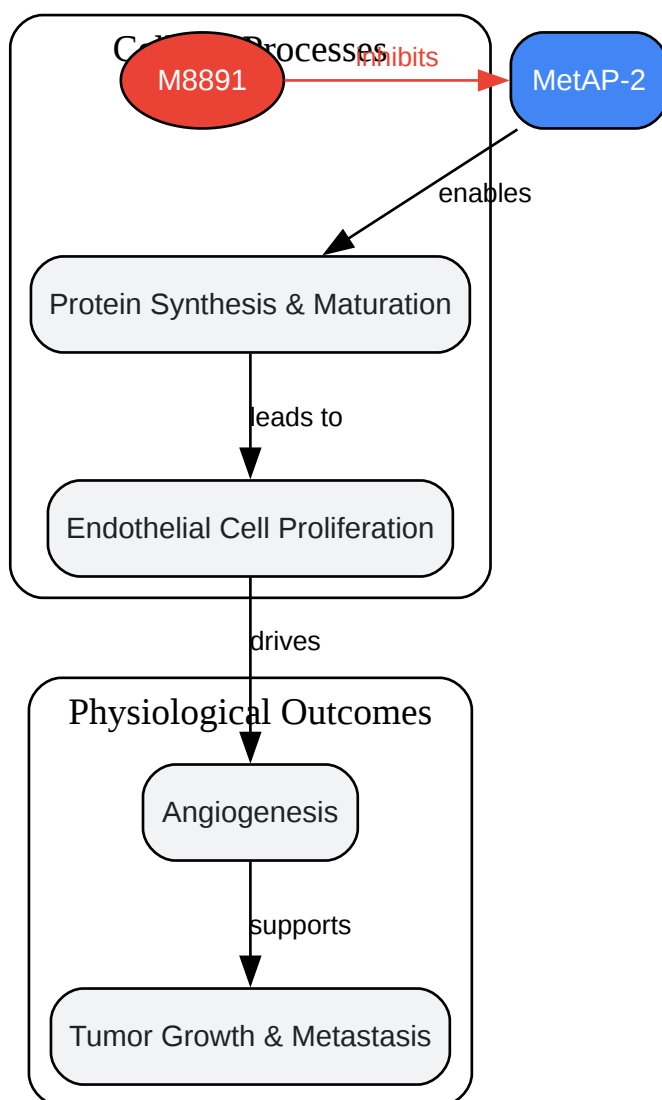 Processes
M8891
inhibits
MetAP-2
enables
Protein Synthesis & Maturation
leads to
Endothelial Cell Proliferation
drives
Physiological Outcomes
Angiogenesis
supports
Tumor Growth & Metastasis